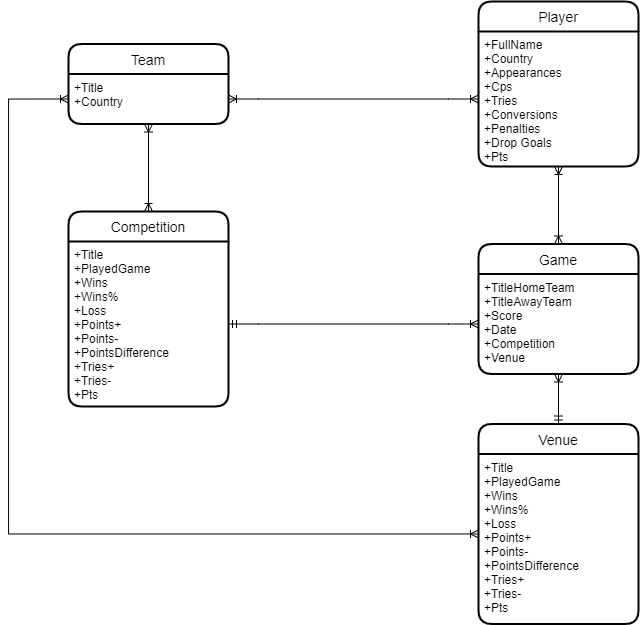 Team
+Title
+Country
Player
+FullName
+Country
+Appearances
+Cps
+Tries
+Conversions
+Penalties
+Drop Goals
+Pts
Competition
+Title
+PlayedGame
+Wins
+Wins%
+Loss
+Points+
+Points-
+PointsDifference
+Tries+
+Tries-
+Pts
Game
+TitleHomeTeam
+TitleAwayTeam
+Score
+Date
+Competition
+Venue
Venue
+Title
+PlayedGame
+Wins
+Wins%
+Loss
+Points+
+Points-
+PointsDifference
+Tries+
+Tries-
+Pts